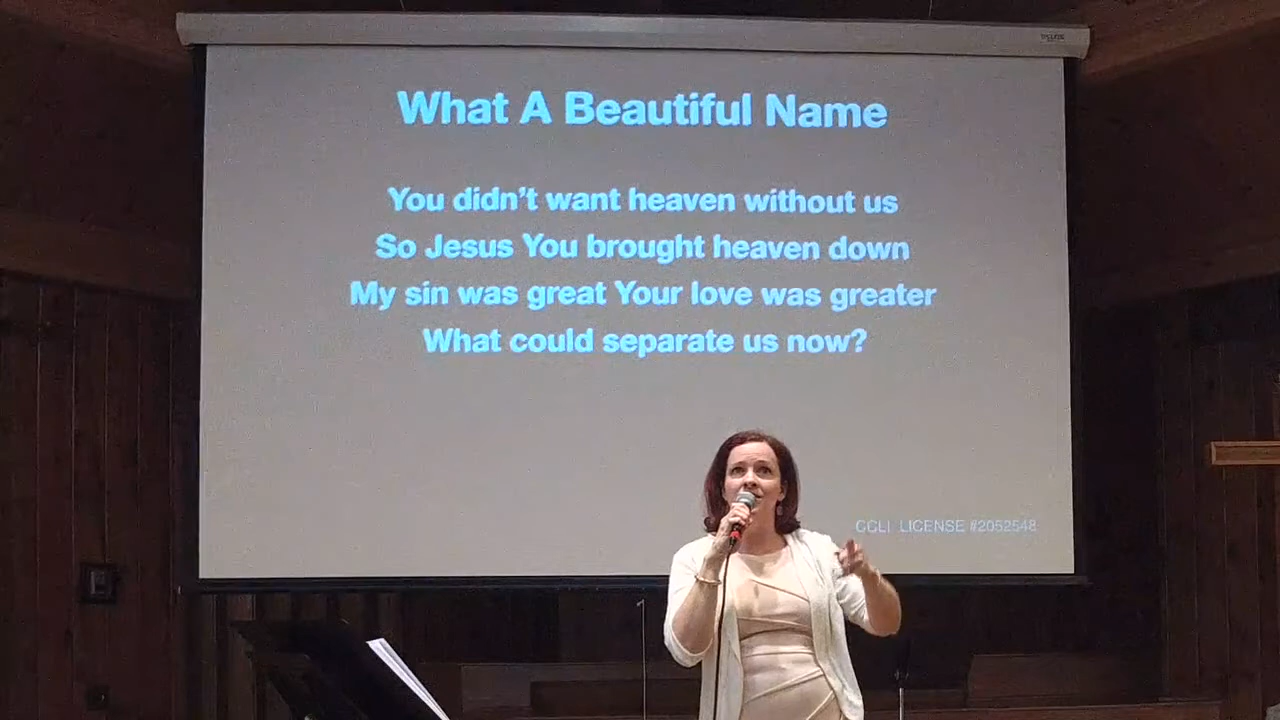 What A Beautiful Name
You didn't want heaven without us
So Jesus You brought heaven down
My sin was great Your love was greater
What could separate us now?
CCLI LICENSE #2052548